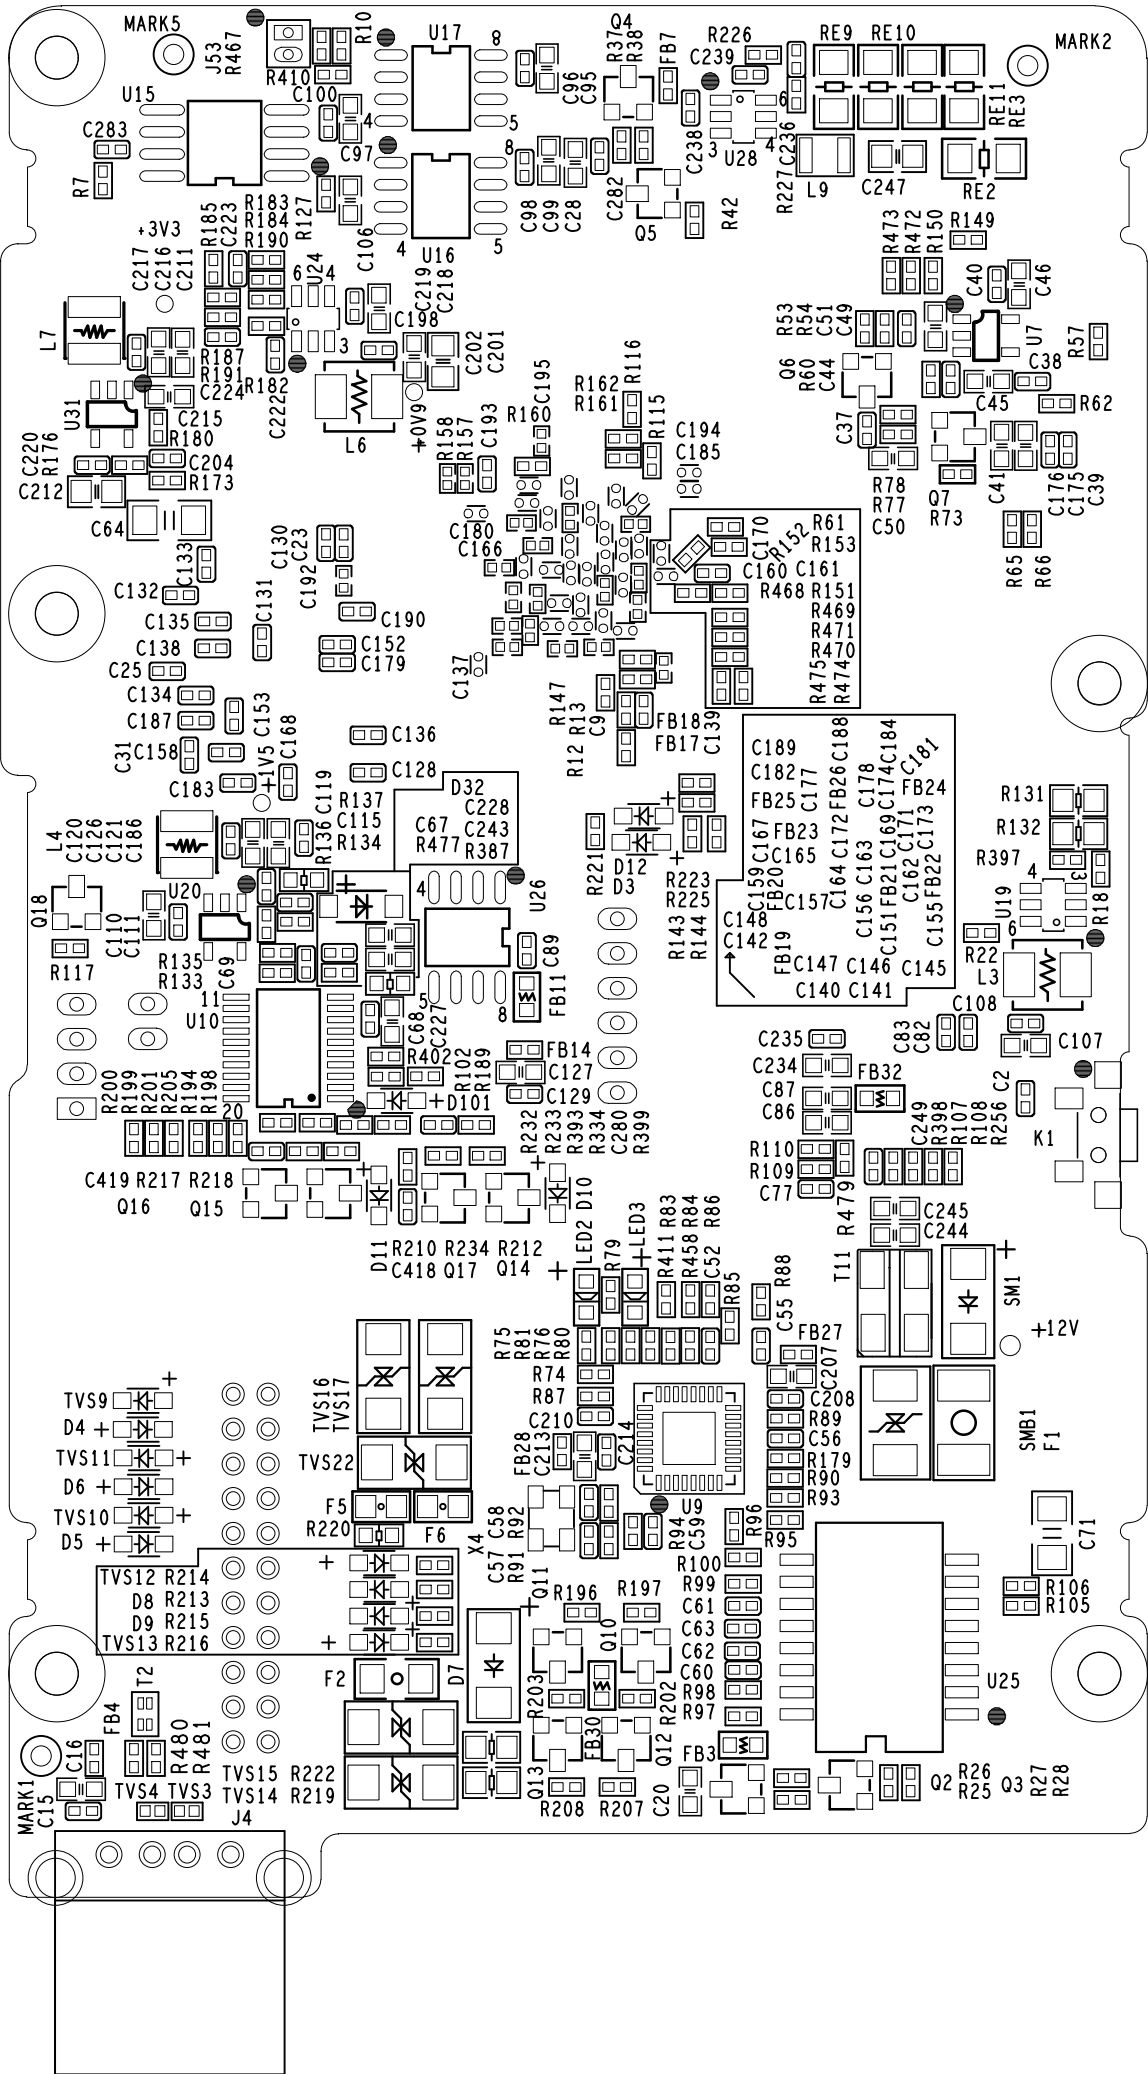 MARK5
J53
R467
R10
U17
8
Q4
R37
R38
FB7
R226
C239
RE9 RE10
MARK2
R410
U15
C100
C96
C95
6
RE11
RE3
C283
4
5
C238
3
U28
4
C236
C97
R7
8
R183
R184
R190
R185
C223
R127
C98
C99
C28
C282
R42
R227
L9
C247
RE2
Q5
+3V3
C106
4
U16
5
R473
R472
R150
R149
C217
C216
C211
6
U24
C219
C218
C40
C46
L7
C198
R53
R54
C51
C49
U7
R57
3
R187
R191
C224
R182
C202
C201
C195
R162
R161
R116
Q6
R60
C44
C38
C45
R62
U31
C215
R180
C222
L6
+0V9
R158
R157
C193
R160
R115
C194
C185
C37
C220
R176
C204
R173
C212
R78
R77
C50
Q7
R73
C41
C176
C175
C39
C64
C180
C170
R152
R61
R153
C133
C130
C23
C166
C160 C161
R65
R66
C132
C131
C192
R468 R151
R469
C135
C190
R471
C138
C152
R470
C25
C179
C137
R475
R474
C134
R147
R13
C9
C187
C153
C168
FB18
FB17
C139
C31
C158
C136
R12
C189
C188
C184
C181
C183
+1V5
C128
C182
C177
FB26
C178
C174
FB24
C119
D32
C228
R137
C115
R134
FB25
R131
L4
C120
C126
C121
C186
R136
C67
R477
C243
R387
C167
FB23
C165
C172
C163
C169
C171
C173
R132
R221
D12
D3
R397
U20
4
U26
C159
FB20
C157
C164
C156
FB21
C162
FB22
U19
4
3
R18
Q18
R223
R225
R143
R144
C148
C142
C151
C155
6
C110
C111
R117
R135
R133
C69
C89
FB19
C147
C146
C145
R22
L3
C140 C141
11
U10
5
8
FB11
C108
C68
C227
C83
C82
C107
R402
FB14
C235
C234
R200
R199
R201
R205
R194
R198
20
R102
R189
C127
C87
FB32
C2
D101
C129
C86
R232
R233
R393
R334
C280
R399
C249
R398
R107
R108
R256
K1
R110
R109
C419 R217 R218
C77
Q16
Q15
R479
D10
C245
C244
D11
R210 R234 R212
C418 Q17 Q14
LED2
R79
LED3
R411
R83
R458
R84
C52
R86
T11
SM1
R85
R88
C55
+12V
R75
R81
R76
R80
FB27
R74
TVS9
R87
C207
TVS16
TVS17
C208
D4
C210
R89
SMB1
F1
TVS11
FB28
C213
C214
C56
TVS22
R179
D6
R90
R93
TVS10
F5
C58
R92
U9
R96
C71
D5
R220
F6
X4
R94
C59
R95
R100
TVS12 R214
C57
R91
R99
R106
D8 R213
Q11
R196
R197
C61
R105
D9 R215
C63
TVS13 R216
Q10
C62
C60
T2
F2
D7
R98
U25
FB4
R203
R202
R97
C16
R480
R481
FB30
Q12
FB3
TVS15 R222
MARK1
C15
TVS4
TVS3
TVS14 R219
Q13
Q2
R26
R25
Q3
R27
R28
J4
R208
R207
C20